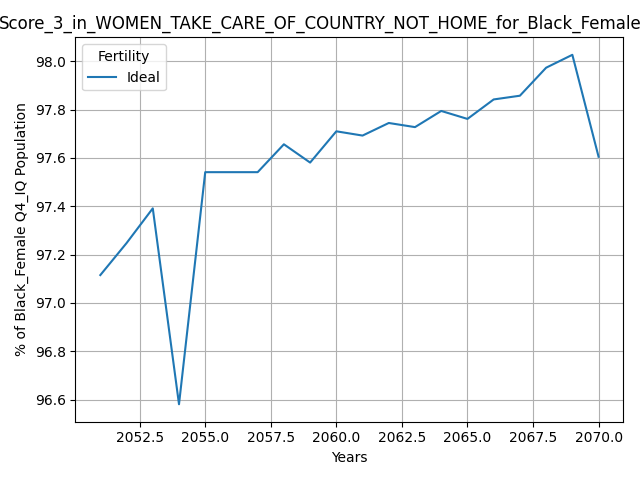 Score_3_in_WOMEN_TAKE_CARE_OF_COUNTRY_NOT_HOME_for_Black_Female
Fertility
Ideal
98.0
97.8
97.6
97.4
97.2
97.0
96.8
96.6
% of Black_Female Q4_IQ Population
2052.5 2055.0 2057.5 2060.0 2062.5 2065.0 2067.5 2070.0
Years